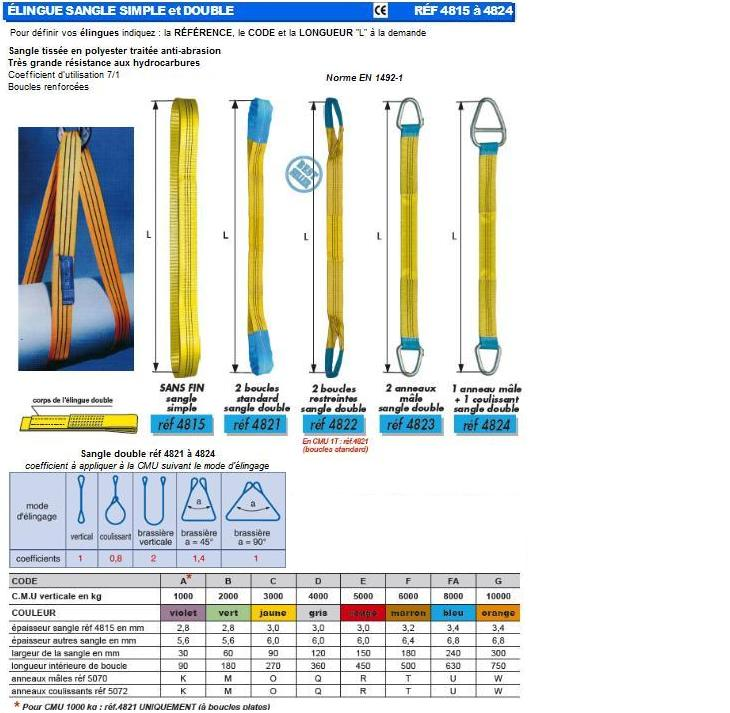 ÉLINGUE SANGLE SIMPLE et DOUBLE CE RÉF 4815 à 4824
Pour définir vos élingues indiquez : la RÉFÉRENCE, le CODE et la LONGUEUR "L" à la demande
Sangle tissée en polyester traitée anti-abrasion
Très grande résistance aux hydrocarbures
Coefficient d'utilisation 7/1
Boucles renforcées
Norme EN 1492-1
BEST
L L L L L
SANS FIN sangle simple réf 4815
2 boucles standard sangle double réf 4821
2 boucles restreintes sangle double réf 4822
En CMU 1T : réf.4821
(boucles standard)
2 anneaux mâle sangle double réf 4823
1 anneau mâle + 1 coulissant sangle double réf 4824
corps de l'élingue double
Sangle double réf 4821 à 4824
coefficient à appliquer à la CMU suivant le mode d'élingage
mode d'élingage vertical coulissant brassière verticale brassière a = 45° brassière a = 90°
a a
coefficients 1 0,8 2 1,4 1
CODE A* B C D E F FA G
C.M.U verticale en kg 1000 2000 3000 4000 5000 6000 8000 10000
COULEUR violet vert jaune gris rouge marron bleu orange
épaisseur sangle réf 4815 en mm 2,8 2,8 3,0 3,0 3,0 3,2 3,4 3,4
épaisseur autres sangle en mm 5,6 5,6 6,0 6,0 6,0 6,4 6,8 6,8
largeur de la sangle en mm 30 60 90 120 150 180 240 300
longueur intérieure de boucle 90 180 270 360 450 500 630 750
anneaux mâles réf 5070 K M O Q R T U W
anneaux coulissants réf 5072 K M O Q R T U W
* Pour CMU 1000 kg : réf.4821 UNIQUEMENT (à boucles plates)